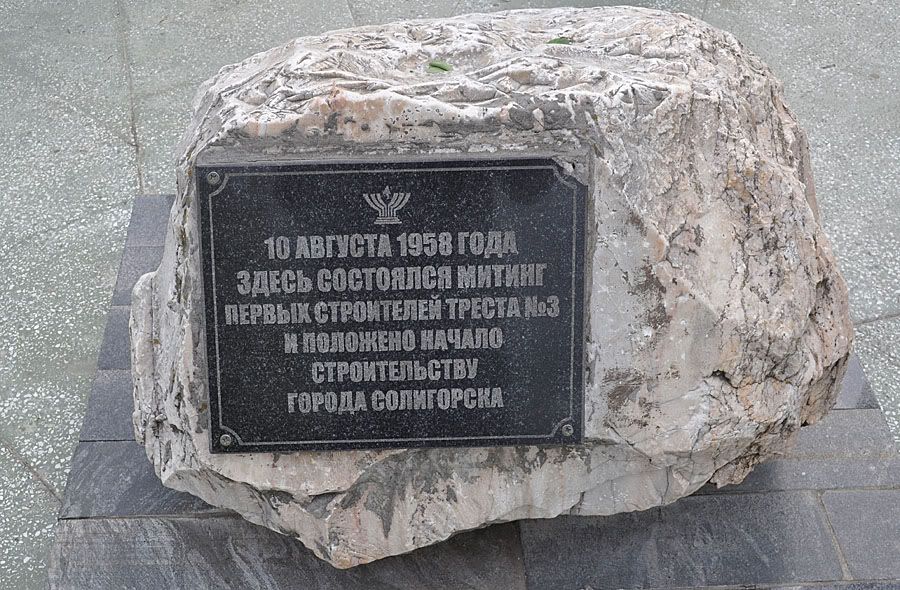 10 АВГУСТА 1958 ГОДА
ЗДЕСЬ СОСТОЯЛСЯ МИТИНГ
ПЕРВЫХ СТРОИТЕЛЕЙ ТРЕСТА №3
И ПОЛОЖЕНО НАЧАЛО
СТРОИТЕЛЬСТВУ
ГОРОДА СОЛИГОРСКА